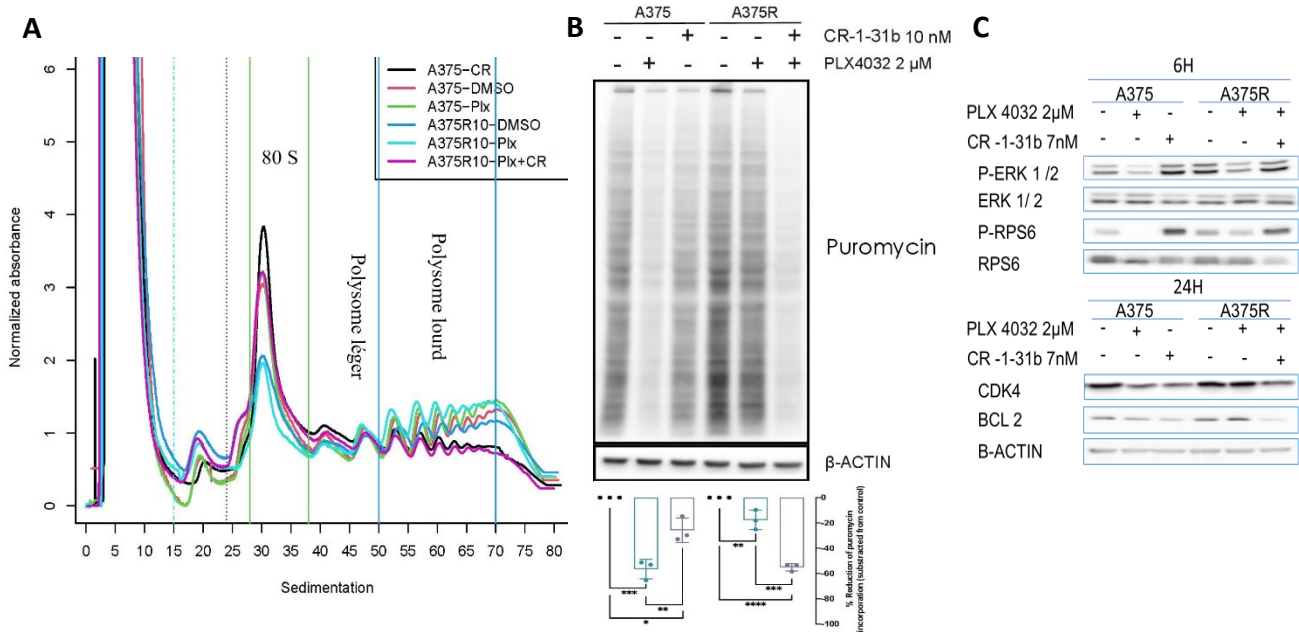 A
6
5
4
3
2
1
0
Normalized absorbance
A375-CR
A375-DMSO
A375-Plx
A375R10-DMSO
A375R10-Plx
A375R10-Plx+CR
80 S
Polysome léger
Polysome lourd
0 5 10 15 20 25 30 35 40 45 50 55 60 65 70 75 80
Sedimentation
B
A375 A375R
- - + - - + CR-1-31b 10 nM
- + - - + + PLX4032 2 µM
Puromycin
β-ACTIN
0
-20
-40
-60
-80
-100
% Reduction of puromycin
incorporation (substracted from control)
*** ** * ** *** ****
C
6H
A375 A375R
PLX 4032 2µM - + - - + +
CR -1-31b 7nM - - + - - +
P-ERK 1 /2
ERK 1/ 2
P-RPS6
RPS6
24H
A375 A375R
PLX 4032 2µM - + - - + +
CR -1-31b 7nM - - + - - +
CDK4
BCL 2
B-ACTIN